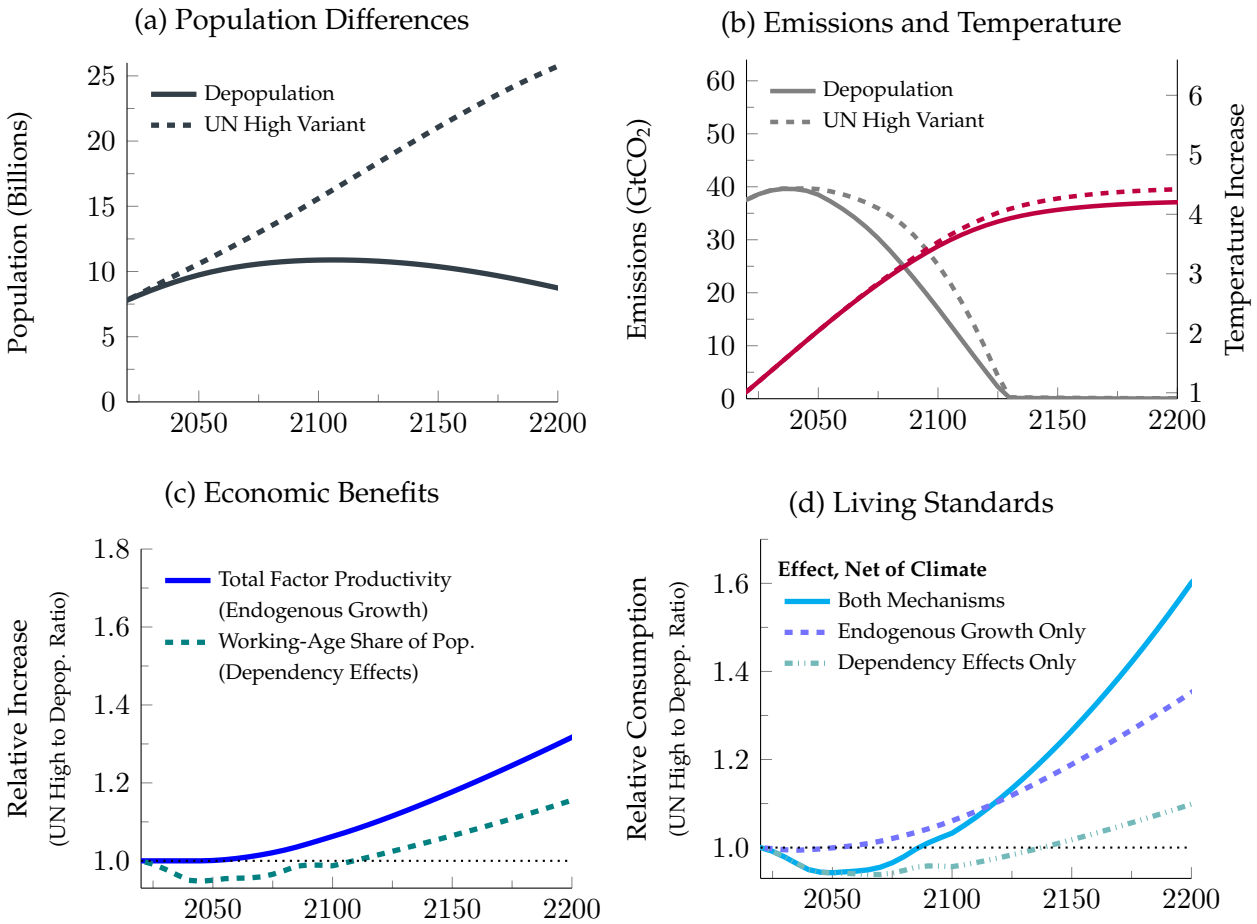 (a) Population Differences
Population (Billions)
25
20
15
10
5
0
Depopulation
UN High Variant
2050 2100 2150 2200
(b) Emissions and Temperature
Emissions (GtCO2)
60
50
40
30
20
10
0
Depopulation
UN High Variant
6
5
4
3
2
1
Temperature Increase
2050 2100 2150 2200
(c) Economic Benefits
Relative Increase
(UN High to Depop. Ratio)
1.8
1.6
1.4
1.2
1.0
Total Factor Productivity
(Endogenous Growth)
Working-Age Share of Pop.
(Dependency Effects)
2050 2100 2150 2200
(d) Living Standards
Relative Consumption
(UN High to Depop. Ratio)
1.6
1.4
1.2
1.0
Effect, Net of Climate
Both Mechanisms
Endogenous Growth Only
Dependency Effects Only
2050 2100 2150 2200